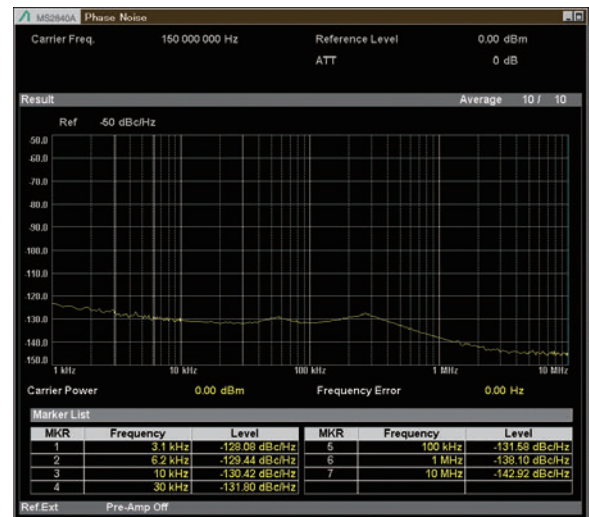 MS2840A Phase Noise
Carrier Freq. 150 000 000 Hz Reference Level 0.00 dBm
ATT 0 dB
Result Average 10 / 10
Ref -50 dBc/Hz
-50.0
-60.0
-70.0
-80.0
-90.0
-100.0
-110.0
-120.0
-130.0
-140.0
-150.0
1 kHz 10 kHz 100 kHz 1 MHz 10 MHz
Carrier Power 0.00 dBm Frequency Error 0.00 Hz
Marker List
MKR Frequency Level MKR Frequency Level
1 3.1 kHz -128.08 dBc/Hz 5 100 kHz -131.58 dBc/Hz
2 6.2 kHz -129.44 dBc/Hz 6 1 MHz -138.10 dBc/Hz
3 10 kHz -130.42 dBc/Hz 7 10 MHz -142.92 dBc/Hz
4 30 kHz -131.80 dBc/Hz
Ref.Ext Pre-Amp Off